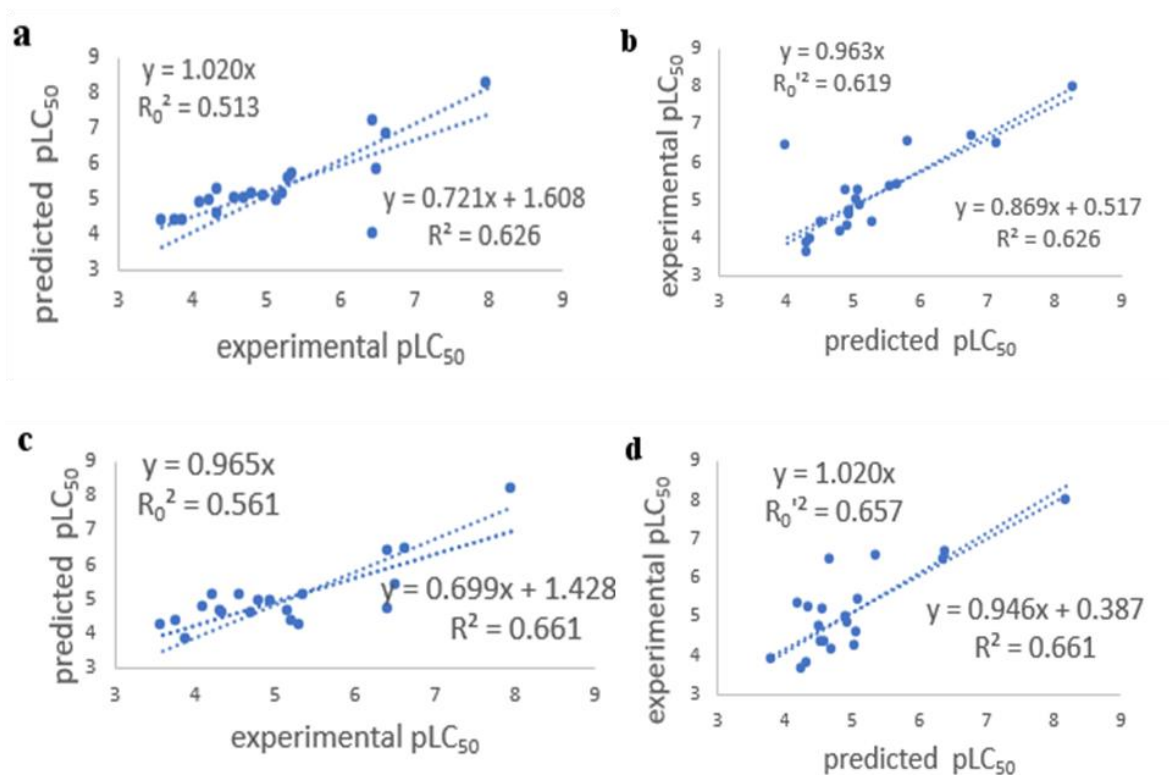 a
y = 1.020x
R₀² = 0.513
y = 0.721x + 1.608
R² = 0.626
predicted pLC₅₀
9
8
7
6
5
4
3
3 4 5 6 7 8 9
experimental pLC₅₀
b
y = 0.963x
R₀'² = 0.619
y = 0.869x + 0.517
R² = 0.626
experimental pLC₅₀
9
8
7
6
5
4
3
3 4 5 6 7 8 9
predicted pLC₅₀
c
y = 0.965x
R₀² = 0.561
y = 0.699x + 1.428
R² = 0.661
predicted pLC₅₀
9
8
7
6
5
4
3
3 4 5 6 7 8 9
experimental pLC₅₀
d
y = 1.020x
R₀'² = 0.657
y = 0.946x + 0.387
R² = 0.661
experimental pLC₅₀
9
8
7
6
5
4
3
3 4 5 6 7 8 9
predicted pLC₅₀